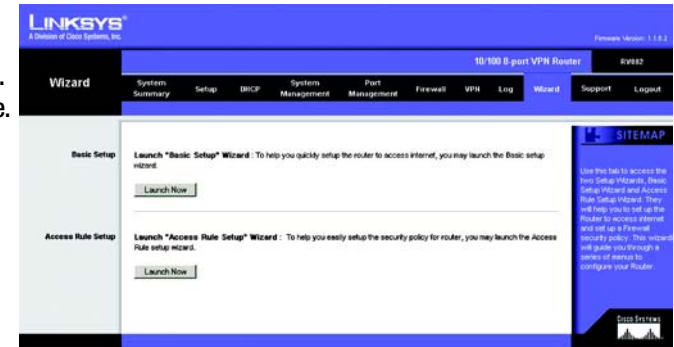 LINKSYS®
A Division of Cisco Systems, Inc.
Firmware Version: 1.1.8.2
10/100 8-port VPN Router
RV082
.
e.
Wizard
System Summary
Setup
DHCP
System Management
Port Management
Firewall
VPN
Log
Wizard
Support
Logout
SITEMAP
Basic Setup
Launch "Basic Setup" Wizard : To help you quickly setup the router to access internet, you may launch the Basic setup
wizard.
Launch Now
Access Rule Setup
Launch "Access Rule Setup" Wizard : To help you easily setup the security policy for router, you may launch the Access
Rule setup wizard.
Launch Now
Use this tab to access the
two Setup Wizards, Basic
Setup Wizard and Access
Rule Setup Wizard. They
will help you to set up the
Router to access internet
and set up a Firewall
security policy. This wizard
will guide you through a
series of menus to
configure your Router.
CISCO SYSTEMS